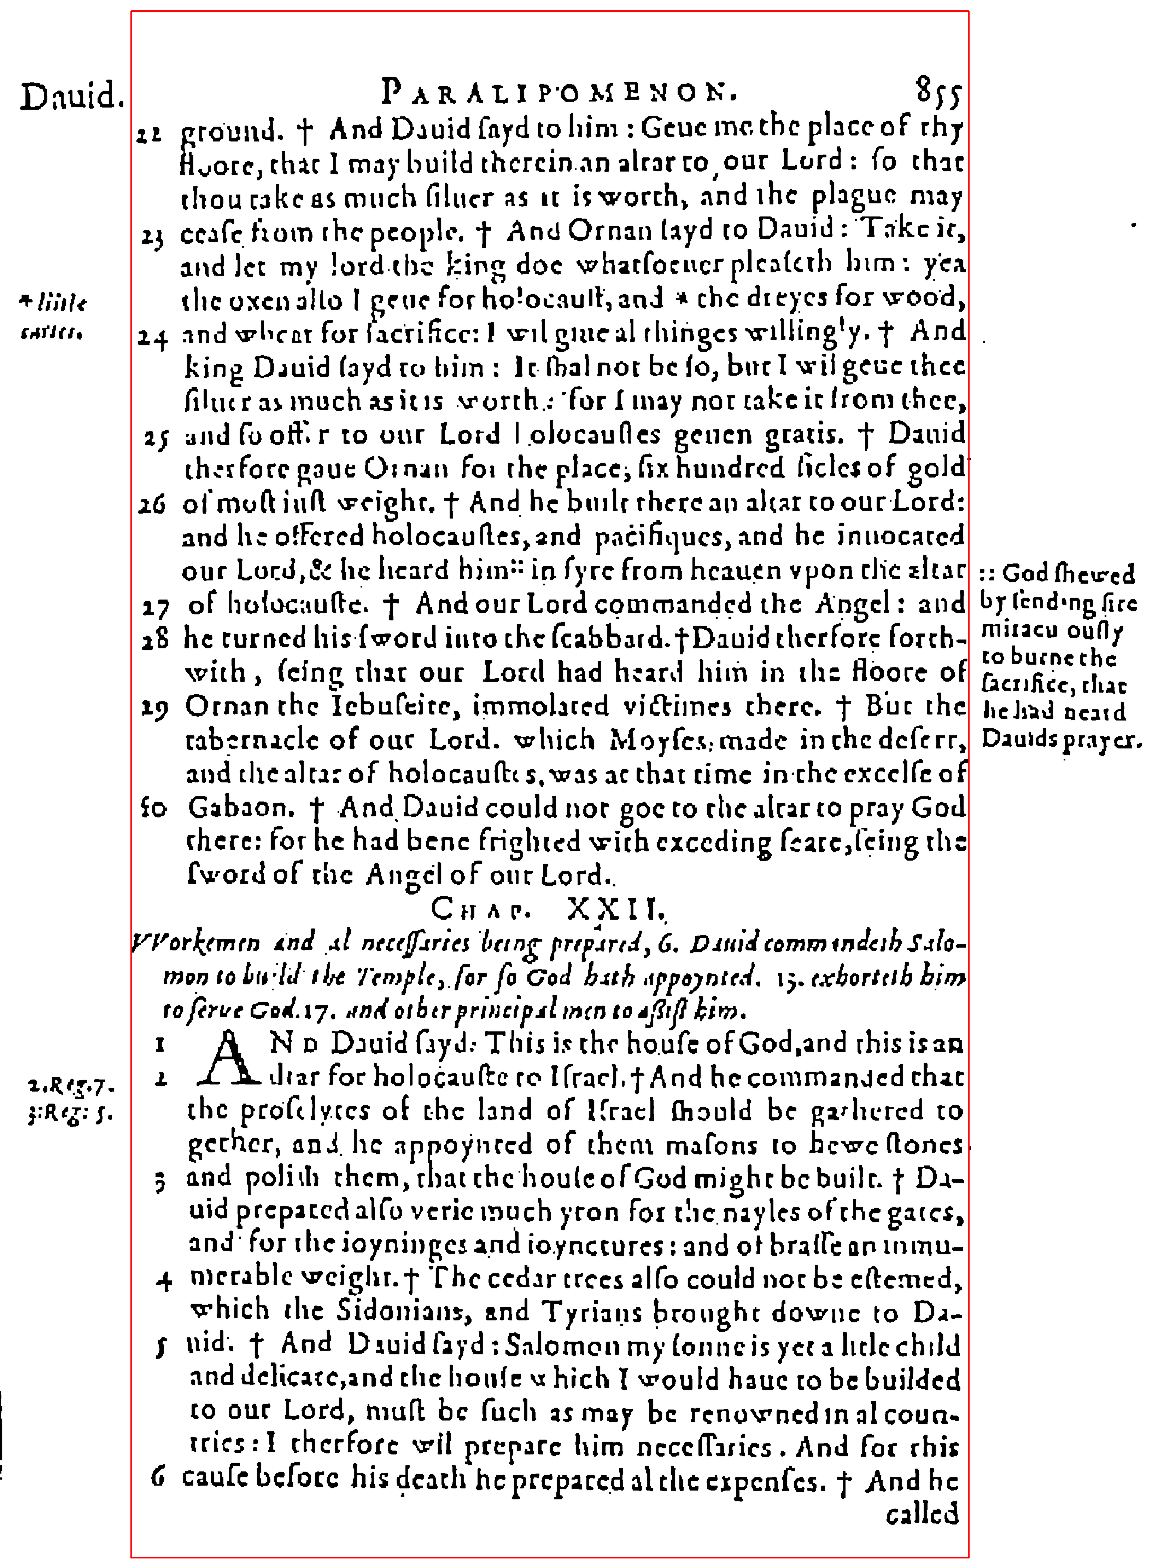 Dauid.
PARALIPOMENON. 855
22 ground. † And Dauid ſayd to him : Geue me the place of thy
floore, that I may build therein an altar to our Lord : ſo that
thou take as much ſiluer as it is worth, and the plague may
23 ceaſe from the people. † And Ornan ſayd to Dauid : Take it,
and let my lord the king doe whatſoeuer pleaſeth him : yea
the oxen alſo I geue for holocauſt, and * the dreyes for wood,
* litile
cartes.
24 and wheat for ſacrifice: I wil giue al thinges willingly. † And
king Dauid ſayd to him : It ſhal not be ſo, but I wil geue thee
ſiluer as much as it is worth : for I may not take it from thee,
25 and ſo offer to our Lord holocauſtes geuen gratis. † Dauid
therfore gaue Ornan for the place, ſix hundred ſicles of gold
26 of moſt iuſt weight. † And he built there an altar to our Lord:
and he offered holocauſtes, and pacifiques, and he inuocated
our Lord, & he heard him :: in fyre from heauen vpon the altar
27 of holocauſte. † And our Lord commanded the Angel : and
28 he turned his ſword into the ſcabbard. † Dauid therfore forth-
with, ſeing that our Lord had heard him in the floore of
29 Ornan the Iebuſeite, immolated victimes there. † But the
tabernacle of our Lord. which Moyſes made in the deſert,
and the altar of holocauſtes, was at that time in the excelſe of
30 Gabaon. † And Dauid could not goe to the altar to pray God
there: for he had bene frighted with exceding feare, ſeing the
ſword of the Angel of our Lord.
:: God ſhewed
by ſending fire
miraculouſly
to burne the
ſacrifice, that
he had heard
Dauids prayer.
CHAP. XXII.
VVorkemen and al neceſſaries being prepared, 6. Dauid commandeth Salo-
mon to build the Temple, for ſo God hath appoynted. 13. exhorteth him
to ſerue God. 17. and other principal men to aſsiſt him.
1 AND Dauid ſayd: This is the houſe of God, and this is an
2 altar for holocauſte to Iſrael. † And he commanded that
2.Reg.7.
3.Reg: 5.
the proſelytes of the land of Iſrael ſhould be gathered to
gether, and he appoynted of them maſons to hewe ſtones
3 and poliſh them, that the houſe of God might be built. † Da-
uid prepared alſo verie much yron for the nayles of the gates,
and for the ioyninges and ioynctures : and of braſſe an innu-
4 merable weight. † The cedar trees alſo could not be eſtemed,
which the Sidonians, and Tyrians brought downe to Da-
5 uid. † And Dauid ſayd : Salomon my ſonne is yet a litle child
and delicate, and the houſe which I would haue to be builded
to our Lord, muſt be ſuch as may be renowned in al coun-
tries : I therfore wil prepare him neceſſaries. And for this
6 cauſe before his death he prepared al the expenſes. † And he
called